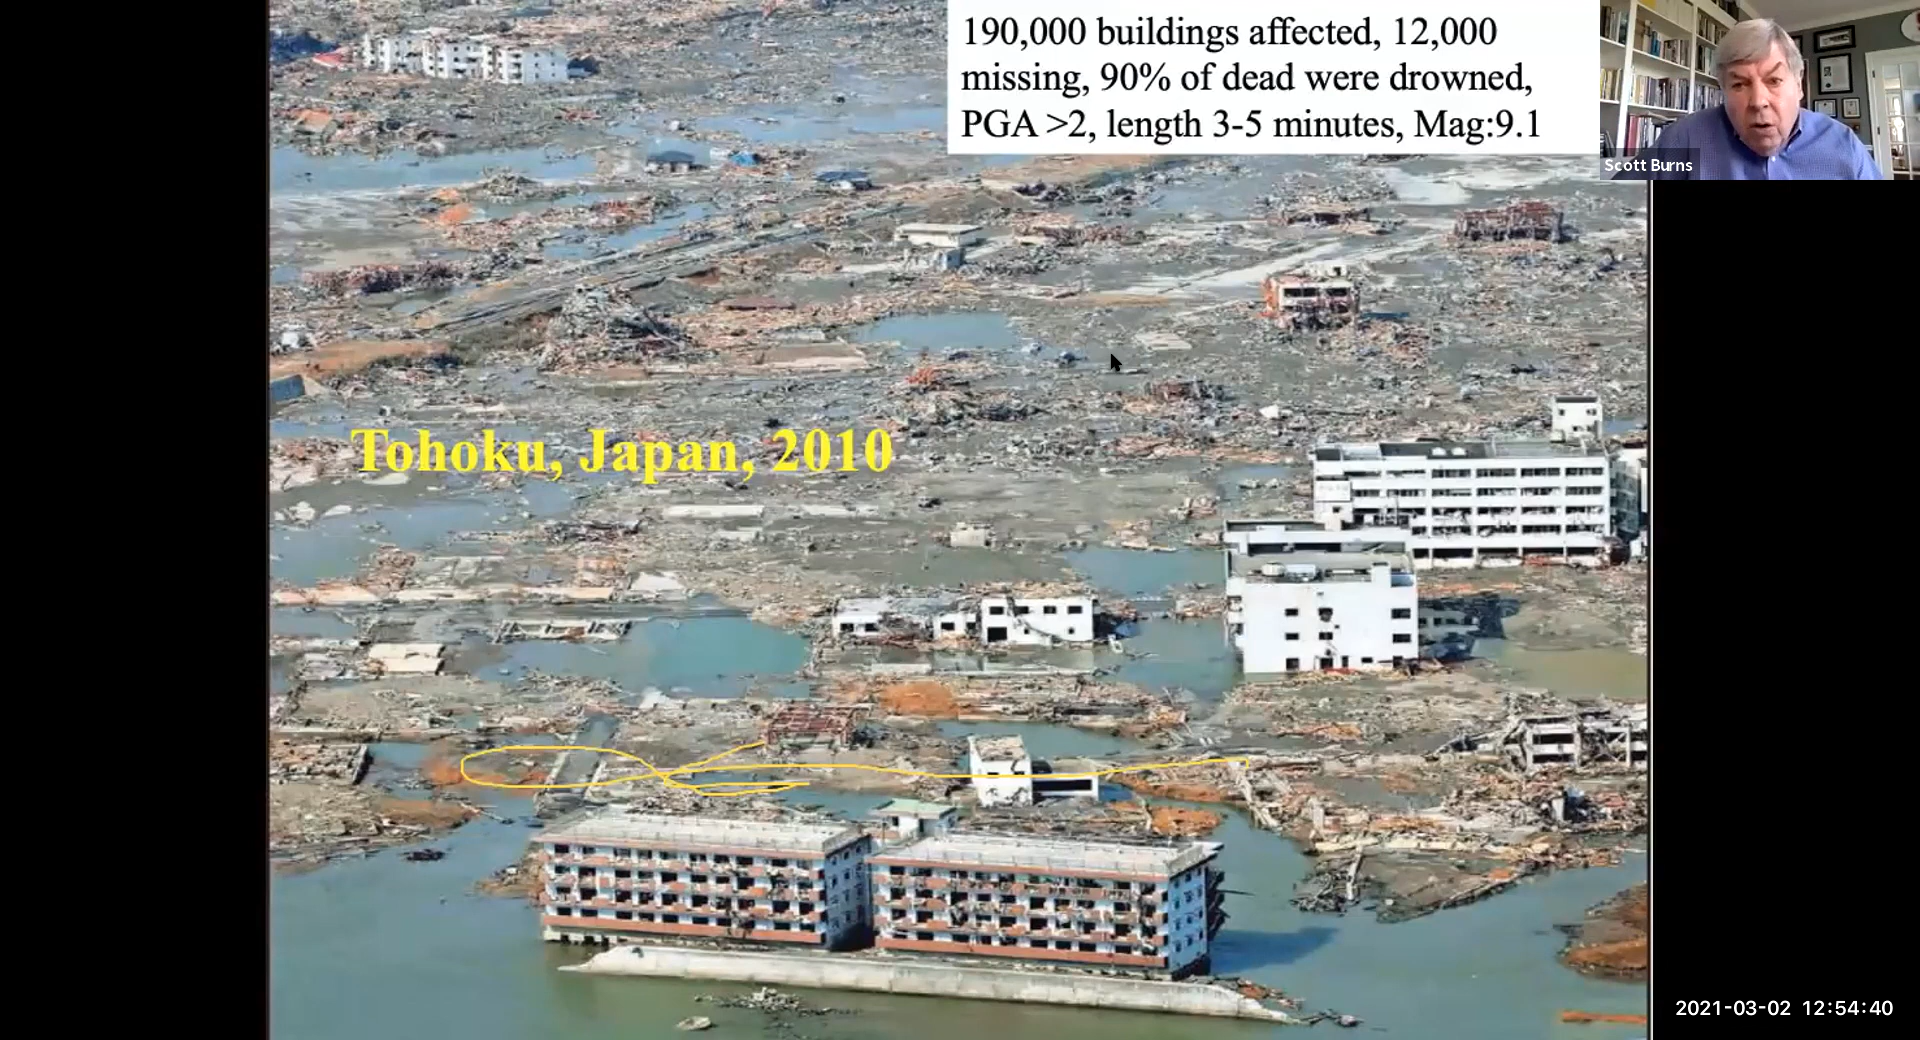 190,000 buildings affected, 12,000
missing, 90% of dead were drowned,
PGA >2, length 3-5 minutes, Mag:9.1
Scott Burns
Tohoku, Japan, 2010
2021-03-02 12:54:40